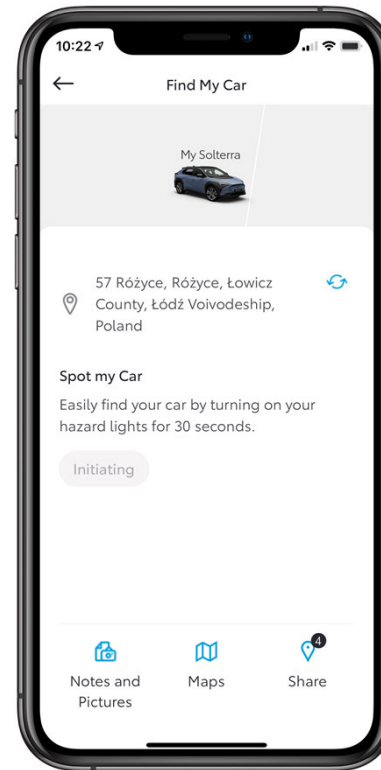 10:22
Find My Car
My Solterra
57 Różyce, Różyce, Łowicz
County, Łódź Voivodeship,
Poland
Spot my Car
Easily find your car by turning on your
hazard lights for 30 seconds.
Initiating
4
Notes and
Pictures
Maps
Share